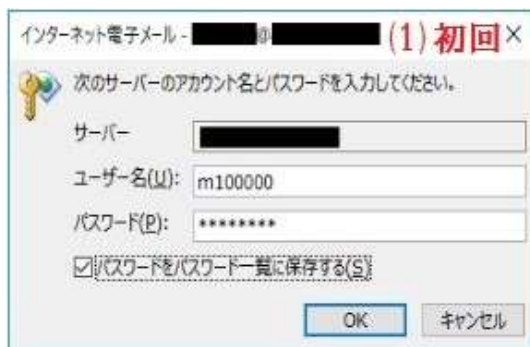 インターネット電子メール - @ (1) 初回 ×
次のサーバーのアカウント名とパスワードを入力してください。
サーバー
ユーザー名(U): m100000
パスワード(P): ********
パスワードをパスワード一覧に保存する(S)
OK キャンセル